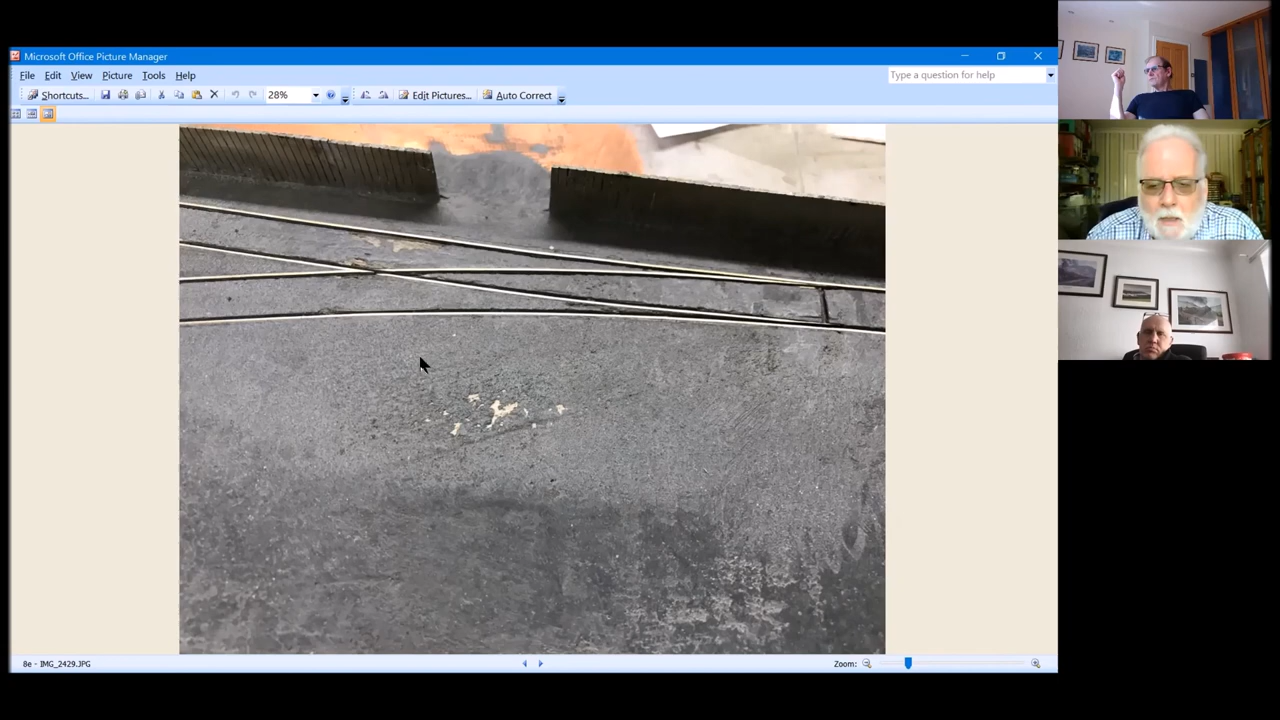 Microsoft Office Picture Manager
File Edit View Picture Tools Help
Type a question for help
Shortcuts... 28% Edit Pictures... Auto Correct
8e - IMG_2429.JPG
Zoom: